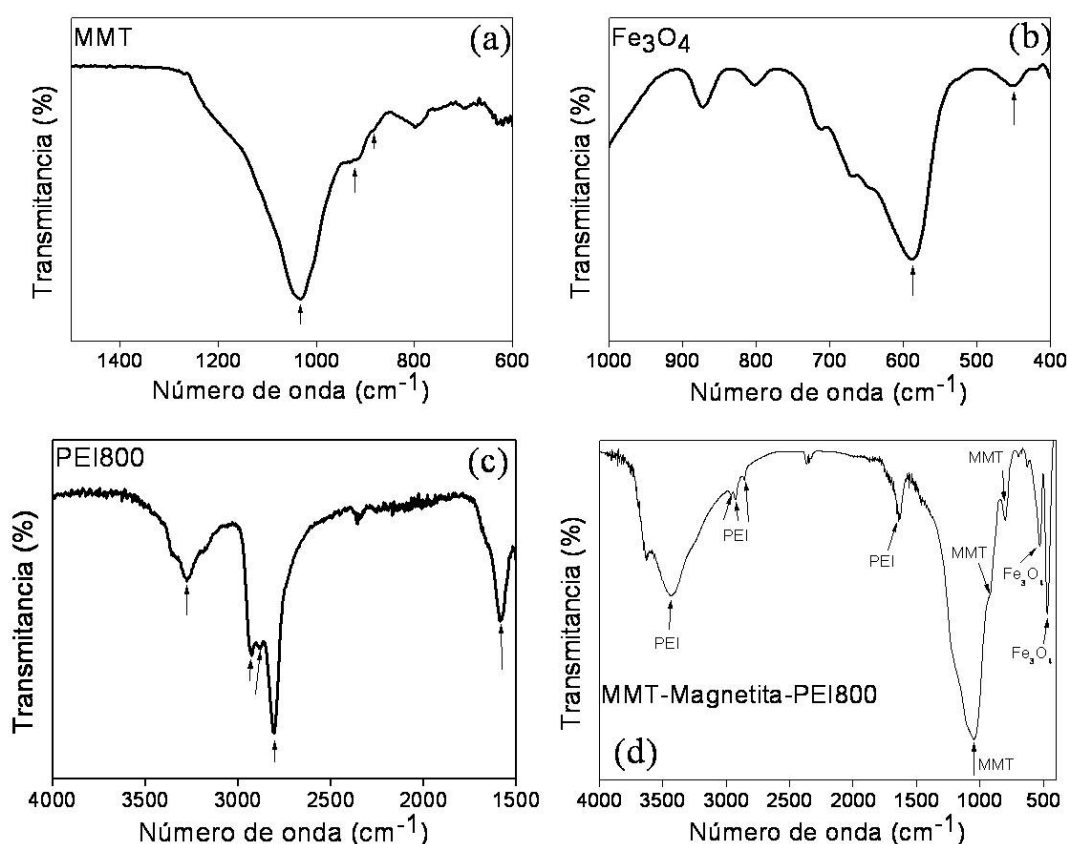 MMT
(a)
Transmitancia (%)
1400 1200 1000 800 600
Número de onda (cm⁻¹)
Fe₃O₄
(b)
Transmitancia (%)
1000 900 800 700 600 500 400
Número de onda (cm⁻¹)
PEI800
(c)
Transmitancia (%)
4000 3500 3000 2500 2000 1500
Número de onda (cm⁻¹)
MMT
PEI
PEI
MMT
Fe₃O₄
PEI
Fe₃O₄
MMT-Magnetita-PEI800
(d)
MMT
Transmitancia (%)
4000 3500 3000 2500 2000 1500 1000 500
Número de onda (cm⁻¹)